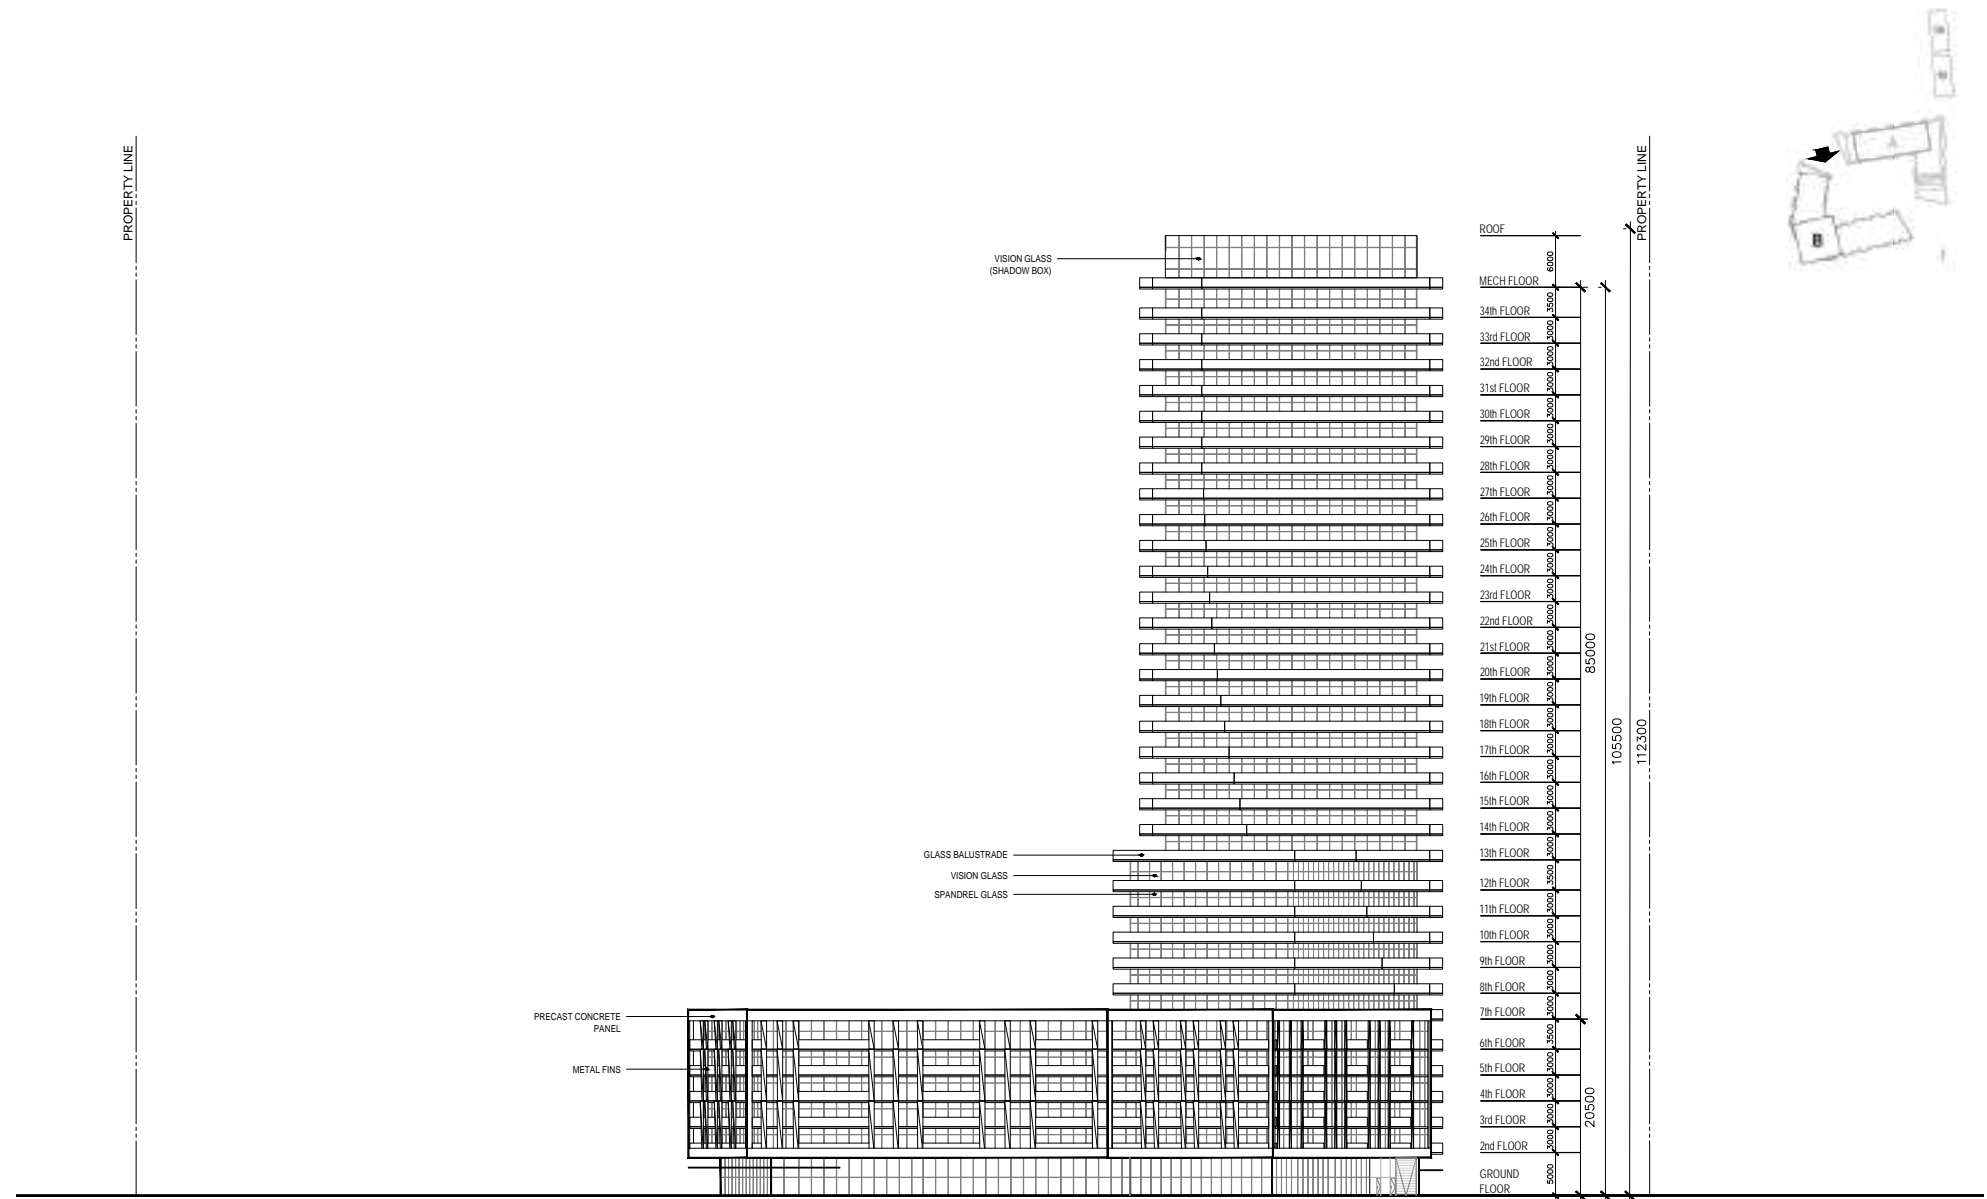 PROPERTY LINE
PROPERTY LINE
A
B
ROOF
6000
VISION GLASS
(SHADOW BOX)
MECH FLOOR
3500
34th FLOOR
3000
33rd FLOOR
3000
32nd FLOOR
3000
31st FLOOR
3000
30th FLOOR
3000
29th FLOOR
3000
28th FLOOR
3000
27th FLOOR
3000
26th FLOOR
3000
25th FLOOR
3000
24th FLOOR
3000
23rd FLOOR
3000
22nd FLOOR
3000
21st FLOOR
3000
85000
20th FLOOR
3000
19th FLOOR
3000
18th FLOOR
3000
105500
112300
17th FLOOR
3000
16th FLOOR
3000
15th FLOOR
3000
14th FLOOR
3000
GLASS BALUSTRADE
13th FLOOR
3500
VISION GLASS
12th FLOOR
3000
SPANDREL GLASS
11th FLOOR
3000
10th FLOOR
3000
9th FLOOR
3000
8th FLOOR
3000
PRECAST CONCRETE
PANEL
7th FLOOR
3500
6th FLOOR
3000
METAL FINS
5th FLOOR
3000
4th FLOOR
3000
20500
3rd FLOOR
3000
2nd FLOOR
5000
GROUND
FLOOR